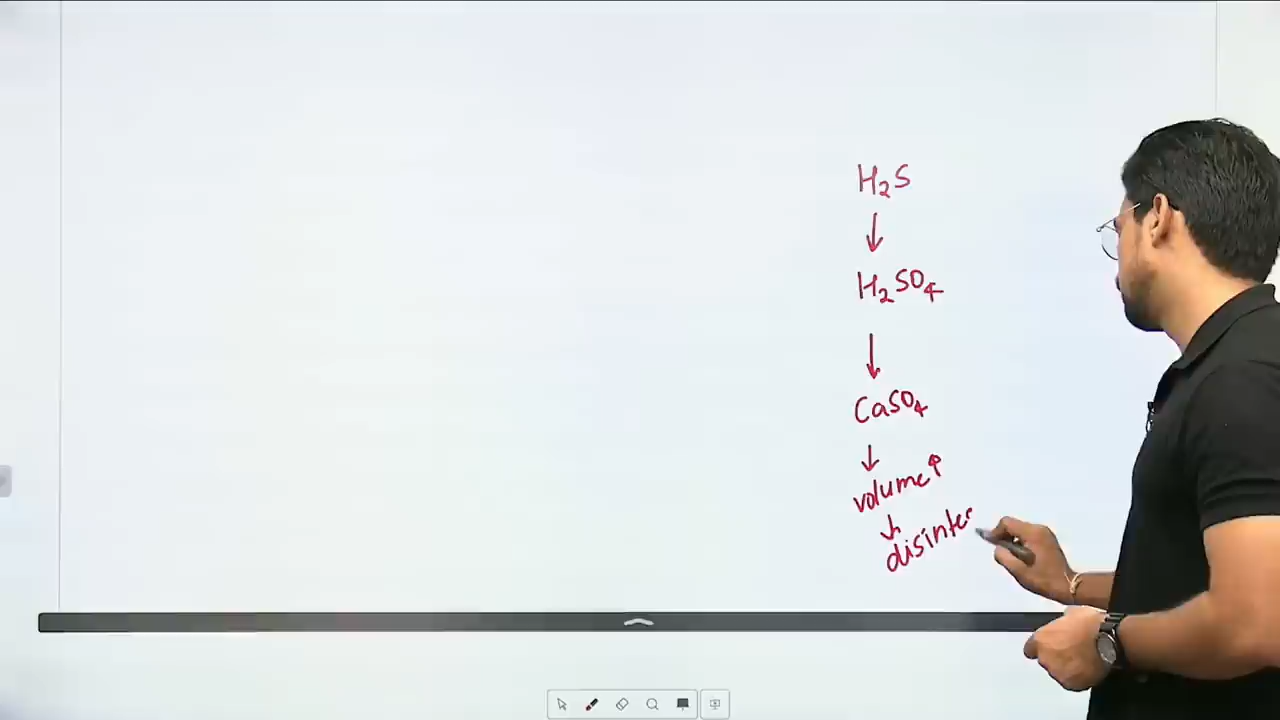 H₂S
↓
H₂SO₄
↓
CaSO₄
↓
volume↑
↓
disinte